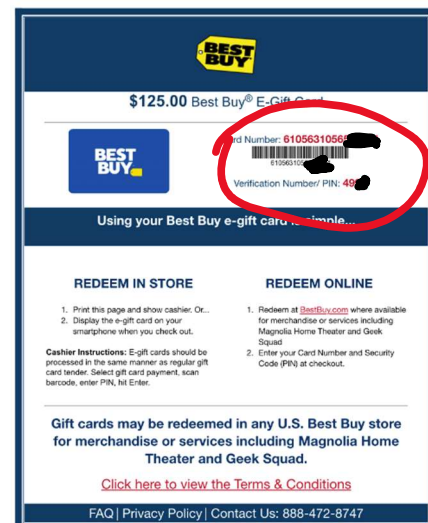 BEST
BUY
$125.00 Best Buy® E-Gift Card
Number:
BEST
BUY
Verification Number/ PIN:
Using your Best Buy e-gift card is simple...
REDEEM IN STORE
1. Print this page and show cashier. Or...
2. Display the e-gift card on your
smartphone when you check out.
Cashier Instructions: E-gift cards should be
processed in the same manner as regular gift
card tender. Select gift card payment, scan
barcode, enter PIN, hit Enter.
REDEEM ONLINE
1. Redeem at BestBuy.com where available
for merchandise or services including
Magnolia Home Theater and Geek
Squad
2. Enter your Card Number and Security
Code (PIN) at checkout.
Gift cards may be redeemed in any U.S. Best Buy store
for merchandise or services including Magnolia Home
Theater and Geek Squad.
Click here to view the Terms & Conditions
FAQ | Privacy Policy | Contact Us: 888-472-8747